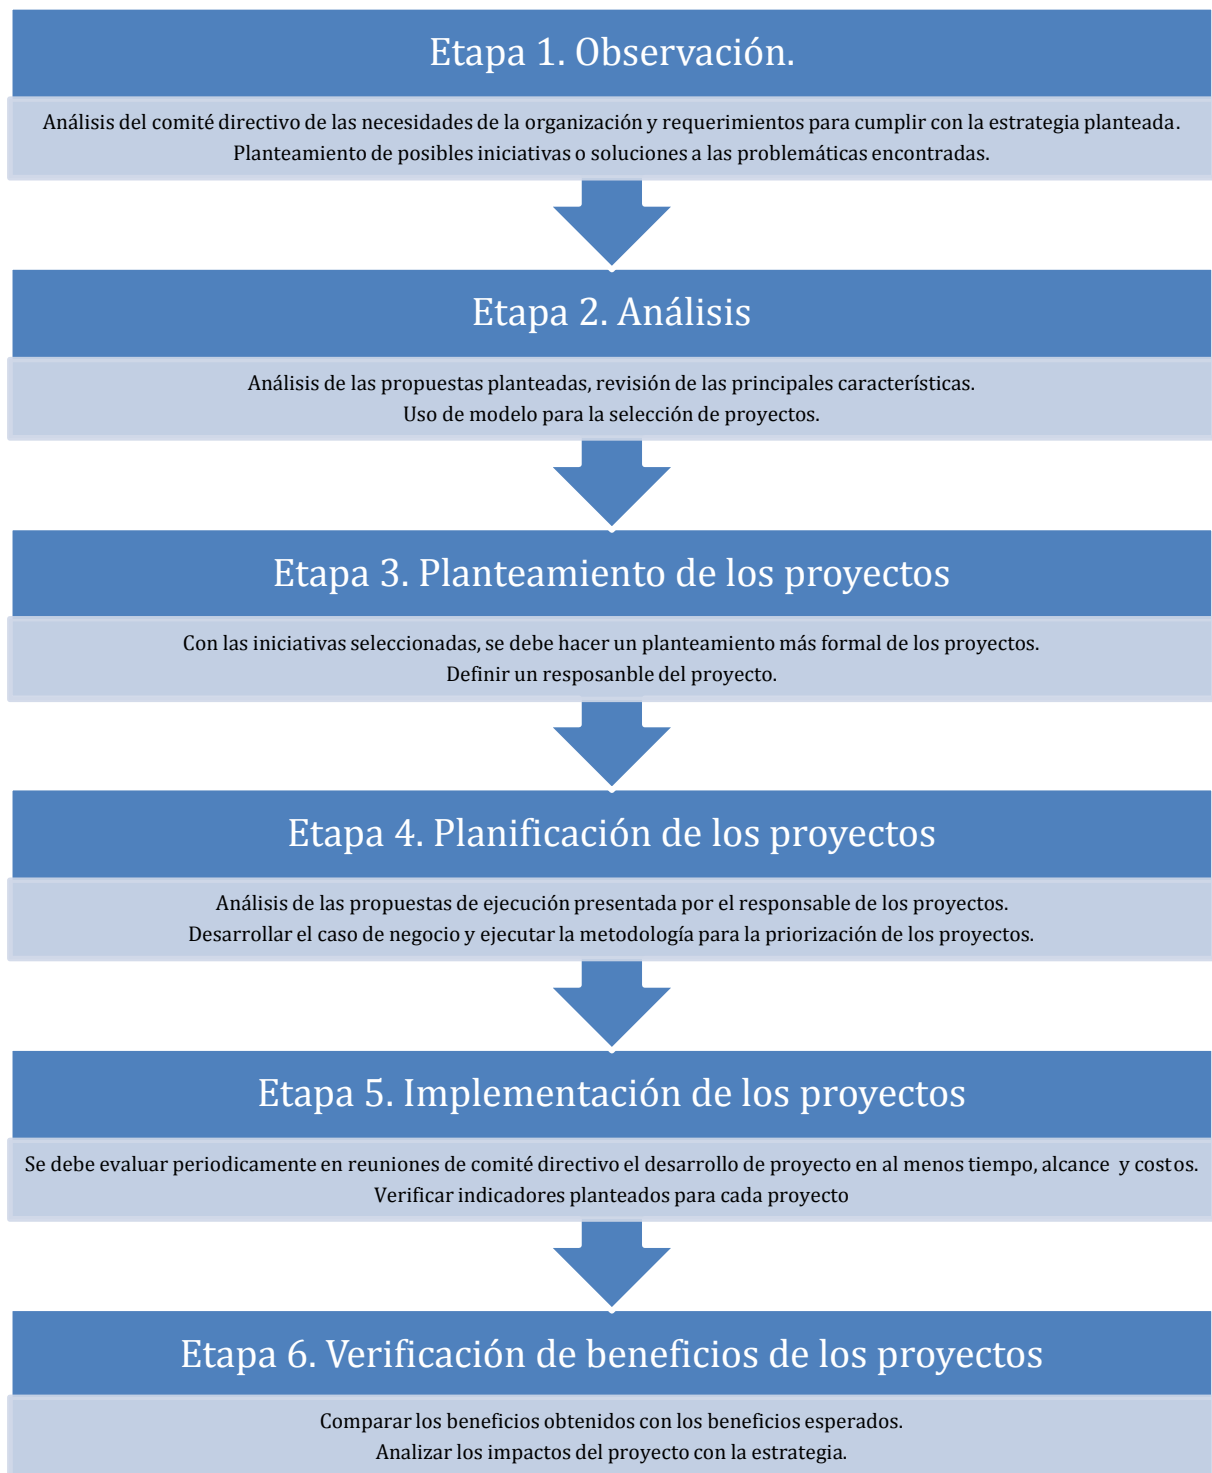 Etapa 1. Observación.
Análisis del comité directivo de las necesidades de la organización y requerimientos para cumplir con la estrategia planteada.
Planteamiento de posibles iniciativas o soluciones a las problemáticas encontradas.
Etapa 2. Análisis
Análisis de las propuestas planteadas, revisión de las principales características.
Uso de modelo para la selección de proyectos.
Etapa 3. Planteamiento de los proyectos
Con las iniciativas seleccionadas, se debe hacer un planteamiento más formal de los proyectos.
Definir un resposanble del proyecto.
Etapa 4. Planificación de los proyectos
Análisis de las propuestas de ejecución presentada por el responsable de los proyectos.
Desarrollar el caso de negocio y ejecutar la metodología para la priorización de los proyectos.
Etapa 5. Implementación de los proyectos
Se debe evaluar periodicamente en reuniones de comité directivo el desarrollo de proyecto en al menos tiempo, alcance y costos.
Verificar indicadores planteados para cada proyecto
Etapa 6. Verificación de beneficios de los proyectos
Comparar los beneficios obtenidos con los beneficios esperados.
Analizar los impactos del proyecto con la estrategia.